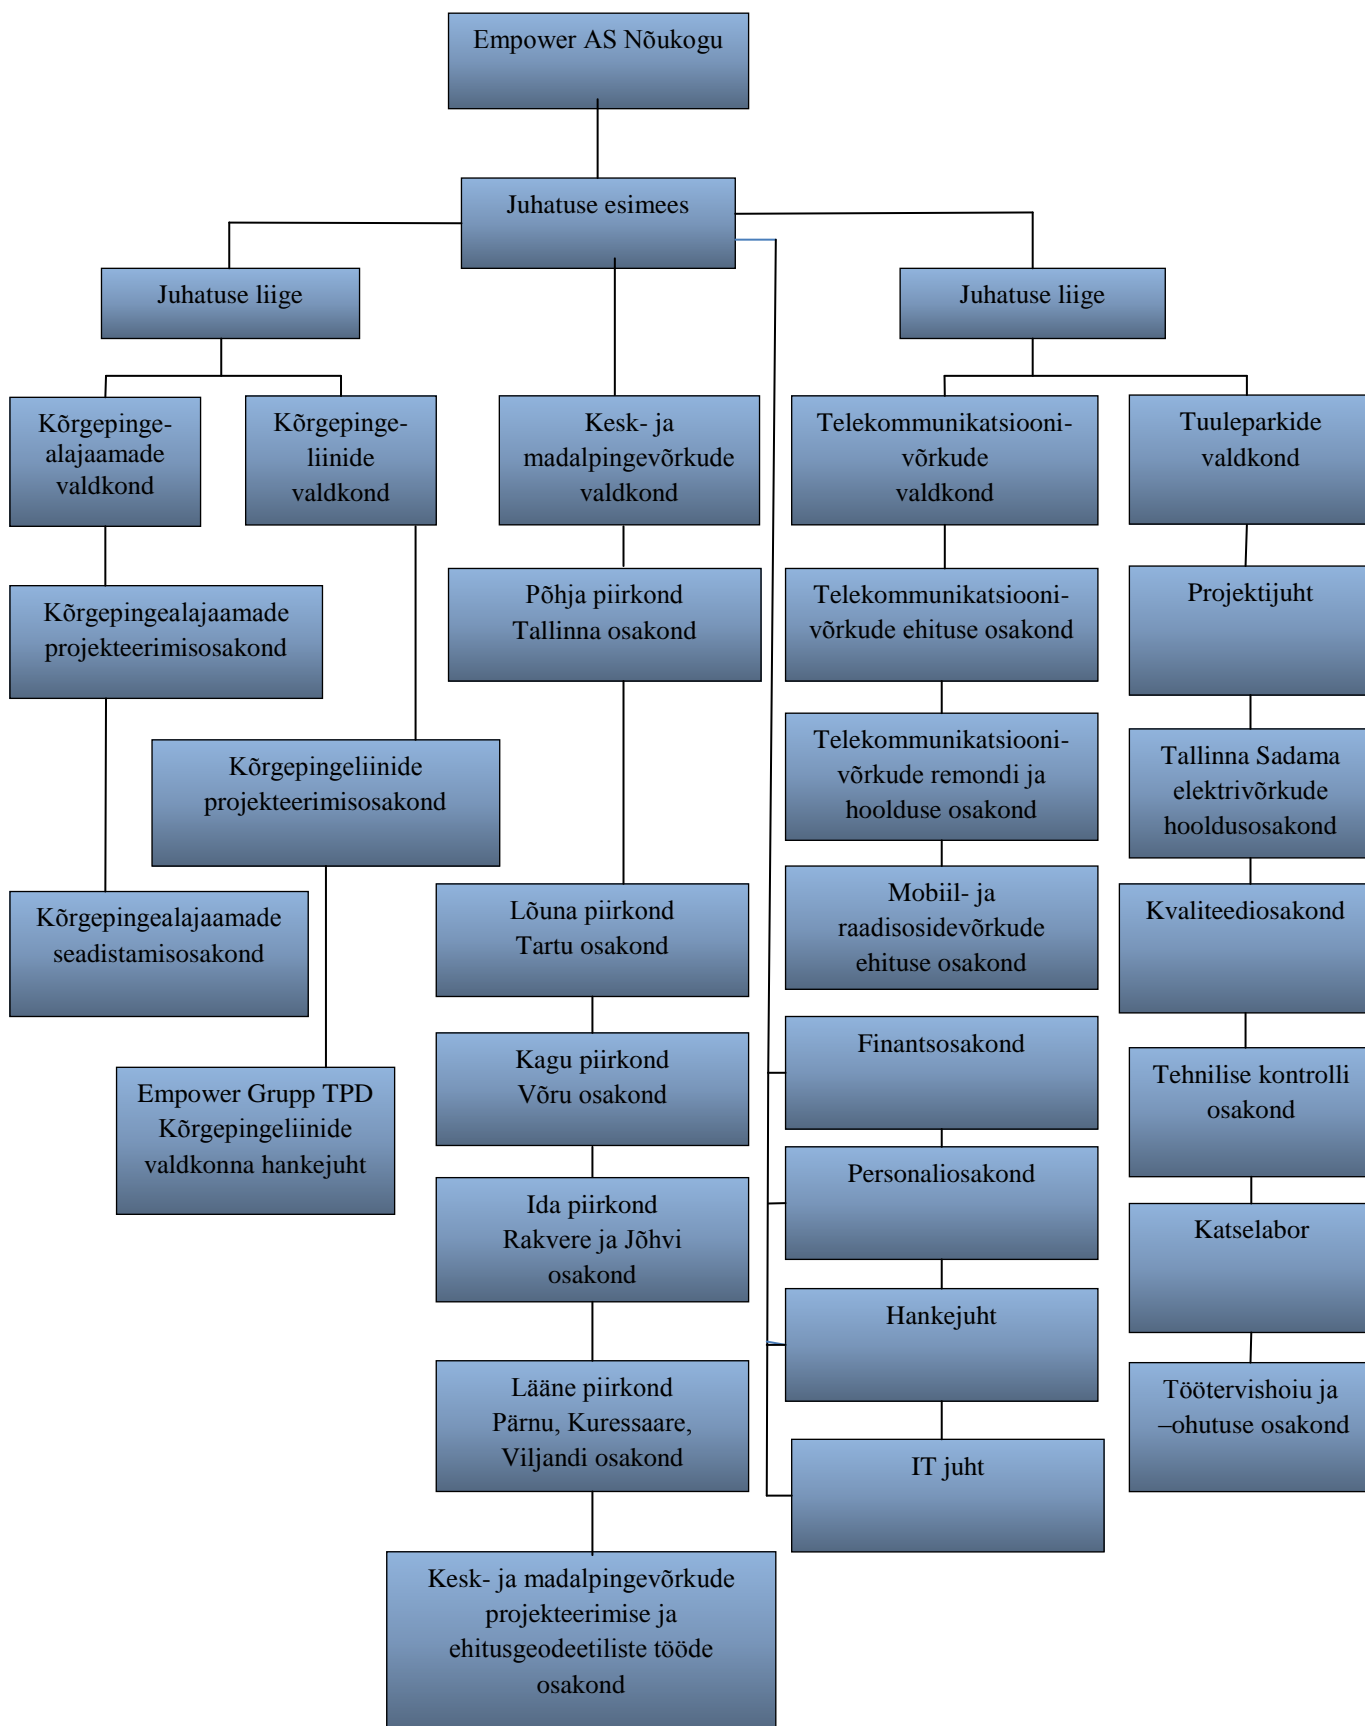 Empower AS Nõukogu
Juhatuse esimees
Juhatuse liige
Juhatuse liige
Kõrgepinge-
alajaamade
valdkond
Kõrgepinge-
liinide
valdkond
Kesk- ja
madalpingevõrkude
valdkond
Telekommunikatsiooni-
võrkude
valdkond
Tuuleparkide
valdkond
Kõrgepingealajaamade
projekteerimisosakond
Põhja piirkond
Tallinna osakond
Telekommunikatsiooni-
võrkude ehituse osakond
Projektijuht
Kõrgepingeliinide
projekteerimisosakond
Telekommunikatsiooni-
võrkude remondi ja
hoolduse osakond
Tallinna Sadama
elektrivõrkude
hooldusosakond
Kõrgepingealajaamade
seadistamisosakond
Lõuna piirkond
Tartu osakond
Mobiil- ja
raadisosidevõrkude
ehituse osakond
Kvaliteediosakond
Empower Grupp TPD
Kõrgepingeliinide
valdkonna hankejuht
Kagu piirkond
Võru osakond
Finantsosakond
Tehnilise kontrolli
osakond
Ida piirkond
Rakvere ja Jõhvi
osakond
Personaliosakond
Katselabor
Lääne piirkond
Pärnu, Kuressaare,
Viljandi osakond
Hankejuht
Töötervishoiu ja
–ohutuse osakond
IT juht
Kesk- ja madalpingevõrkude
projekteerimise ja
ehitusgeodeetiliste tööde
osakond